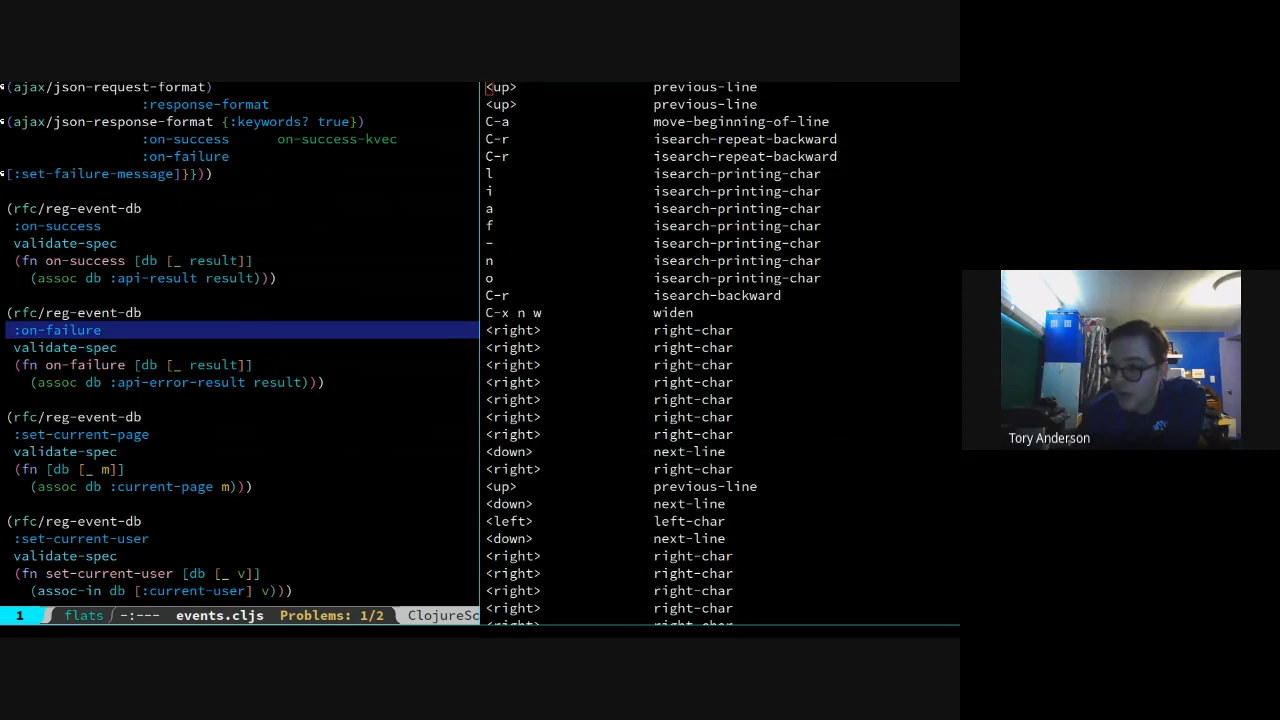 (ajax/json-request-format)
:response-format
(ajax/json-response-format {:keywords? true})
:on-success on-success-kvec
:on-failure
[:set-failure-message]}}))
(rfc/reg-event-db
:on-success
validate-spec
(fn on-success [db [_ result]]
(assoc db :api-result result)))
(rfc/reg-event-db
:on-failure
validate-spec
(fn on-failure [db [_ result]]
(assoc db :api-error-result result)))
(rfc/reg-event-db
:set-current-page
validate-spec
(fn [db [_ m]]
(assoc db :current-page m)))
(rfc/reg-event-db
:set-current-user
validate-spec
(fn set-current-user [db [_ v]]
(assoc-in db [:current-user] v)))
1 flats -:--- events.cljs Problems: 1/2 ClojureSc
<up> previous-line
<up> previous-line
C-a move-beginning-of-line
C-r isearch-repeat-backward
C-r isearch-repeat-backward
l isearch-printing-char
i isearch-printing-char
a isearch-printing-char
f isearch-printing-char
- isearch-printing-char
n isearch-printing-char
o isearch-printing-char
C-r isearch-backward
C-x n w widen
<right> right-char
<right> right-char
<right> right-char
<right> right-char
<right> right-char
<right> right-char
<right> right-char
<down> next-line
<right> right-char
<up> previous-line
<down> next-line
<left> left-char
<down> next-line
<right> right-char
<right> right-char
<right> right-char
<right> right-char
<right> right-char
Tory Anderson